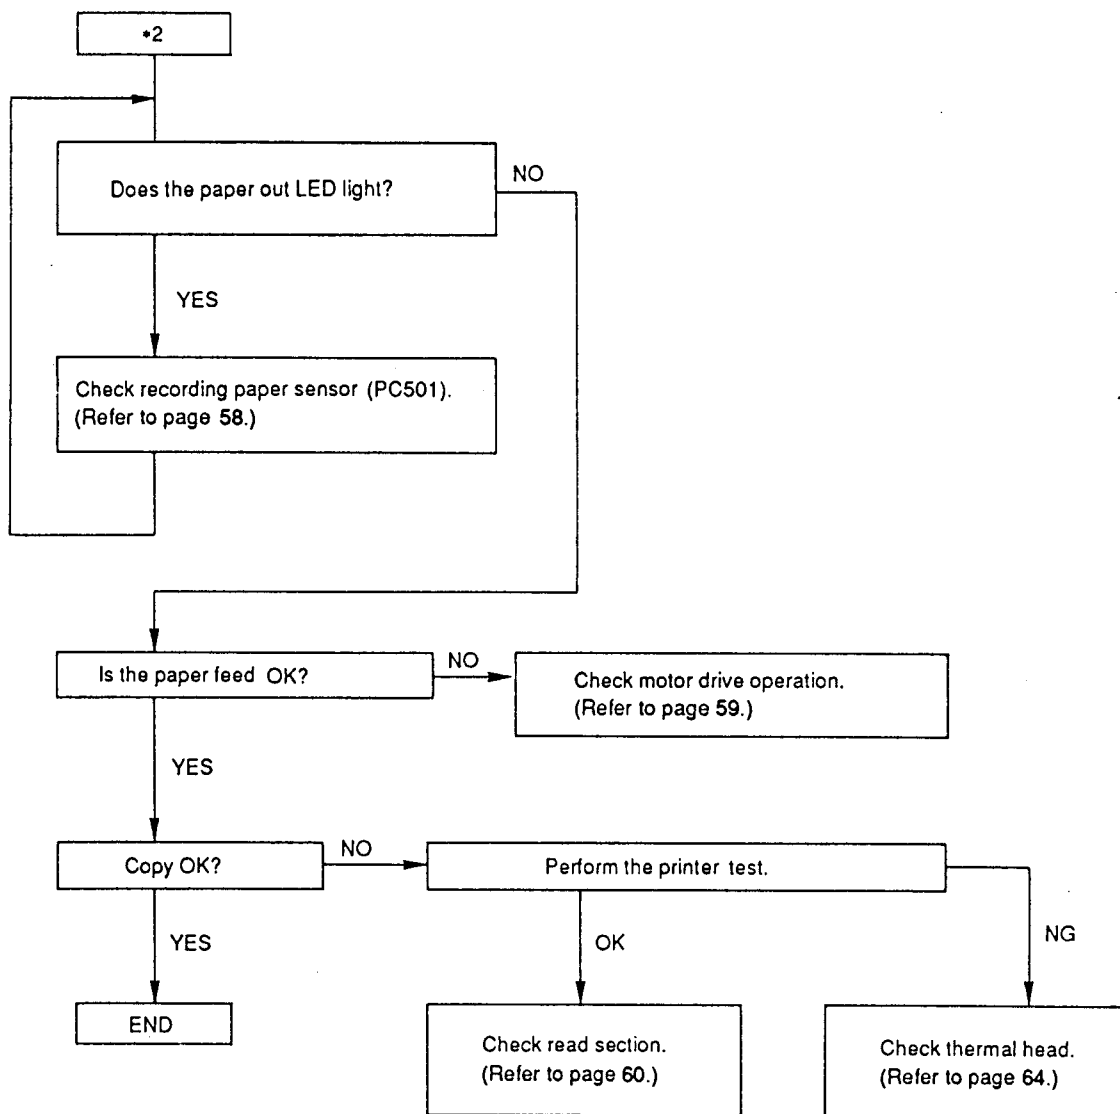 *2
Does the paper out LED light?
NO
YES
Check recording paper sensor (PC501).
(Refer to page 58.)
Is the paper feed OK?
NO
Check motor drive operation.
(Refer to page 59.)
YES
Copy OK?
NO
Perform the printer test.
YES
OK
NG
END
Check read section.
(Refer to page 60.)
Check thermal head.
(Refer to page 64.)